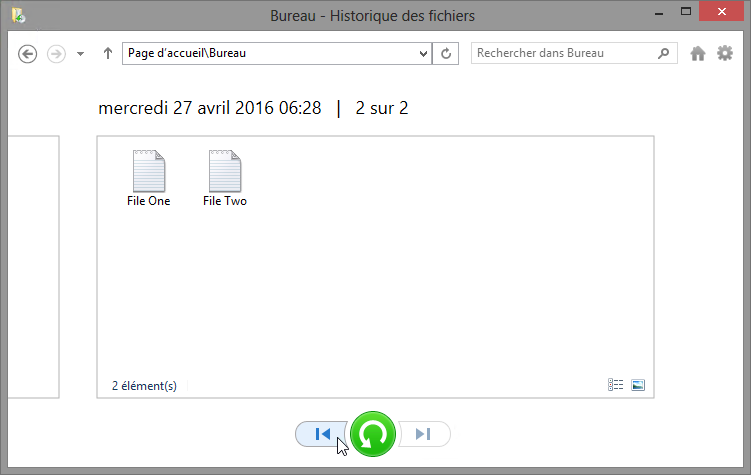 Bureau - Historique des fichiers
Page d'accueil\Bureau
Rechercher dans Bureau
mercredi 27 avril 2016 06:28 | 2 sur 2
File One
File Two
2 élément(s)